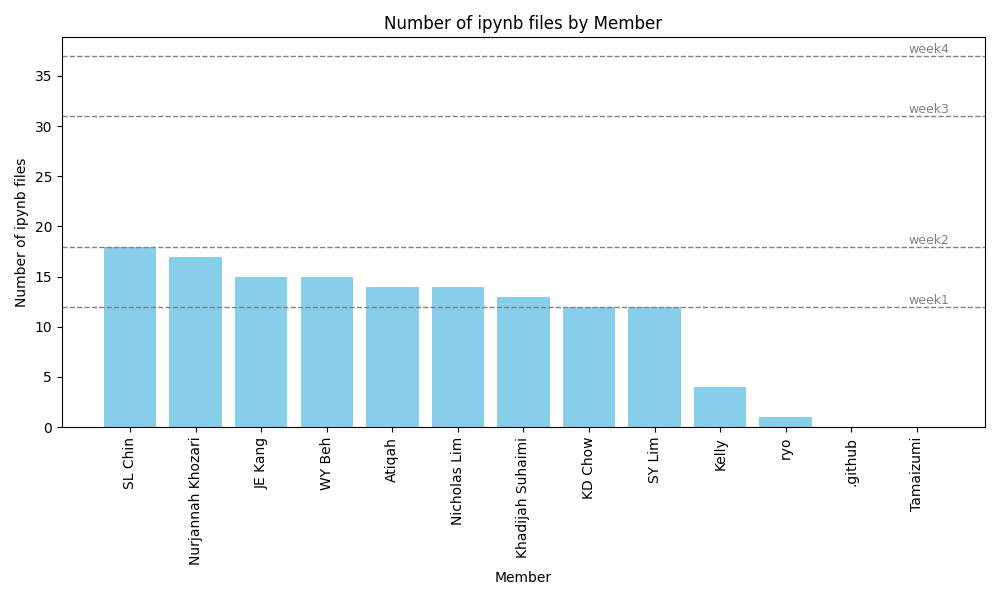 Number of ipynb files by Member
Number of ipynb files
35
30
25
20
15
10
5
0
week4
week3
week2
week1
SL Chin
Nurjannah Khozari
JE Kang
WY Beh
Atiqah
Nicholas Lim
Khadijah Suhaimi
KD Chow
SY Lim
Kelly
ryo
.github
Tamaizumi
Member